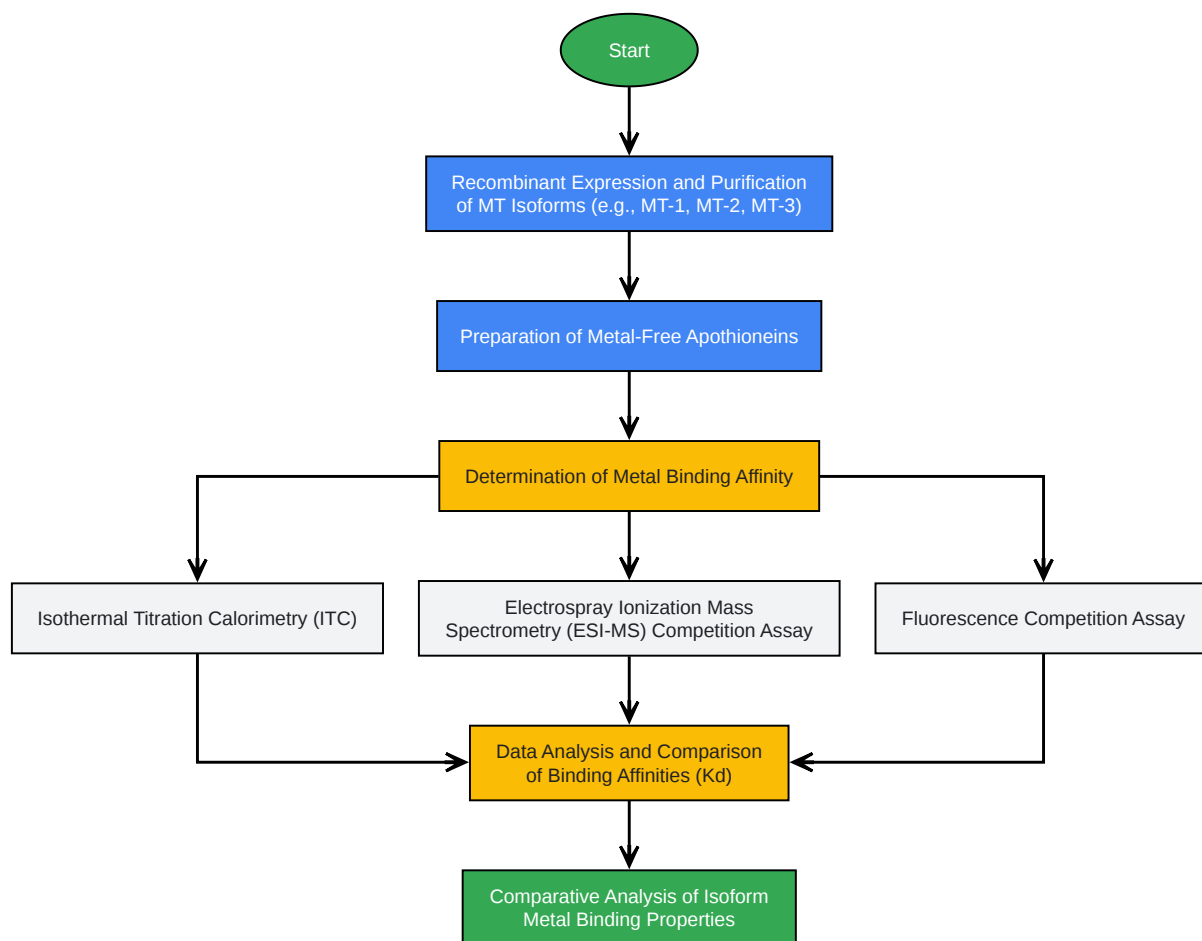 Start
Recombinant Expression and Purification
of MT Isoforms (e.g., MT-1, MT-2, MT-3)
Preparation of Metal-Free Apothioneins
Determination of Metal Binding Affinity
Isothermal Titration Calorimetry (ITC)
Electrospray Ionization Mass
Spectrometry (ESI-MS) Competition Assay
Fluorescence Competition Assay
Data Analysis and Comparison
of Binding Affinities (Kd)
Comparative Analysis of Isoform
Metal Binding Properties